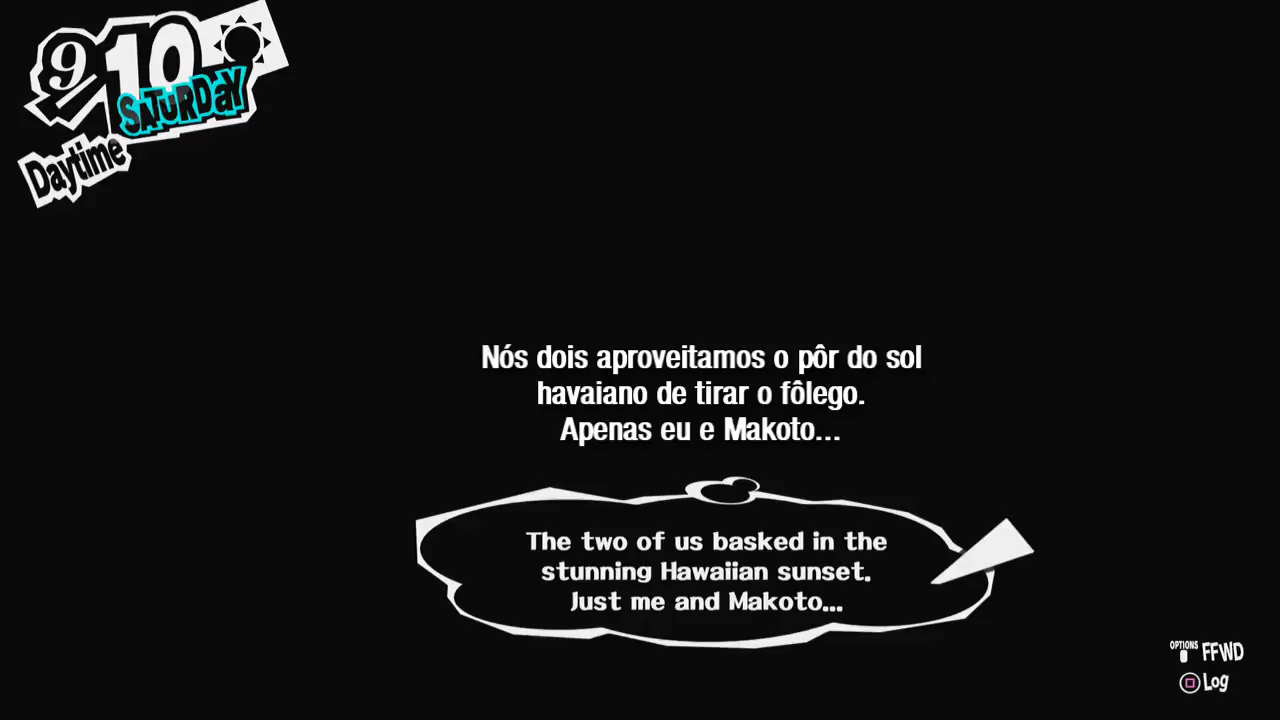 9/10
SATURDAY
Daytime
Nós dois aproveitamos o pôr do sol
havaiano de tirar o fôlego.
Apenas eu e Makoto...
The two of us basked in the
stunning Hawaiian sunset.
Just me and Makoto...
OPTIONS FFWD
Log